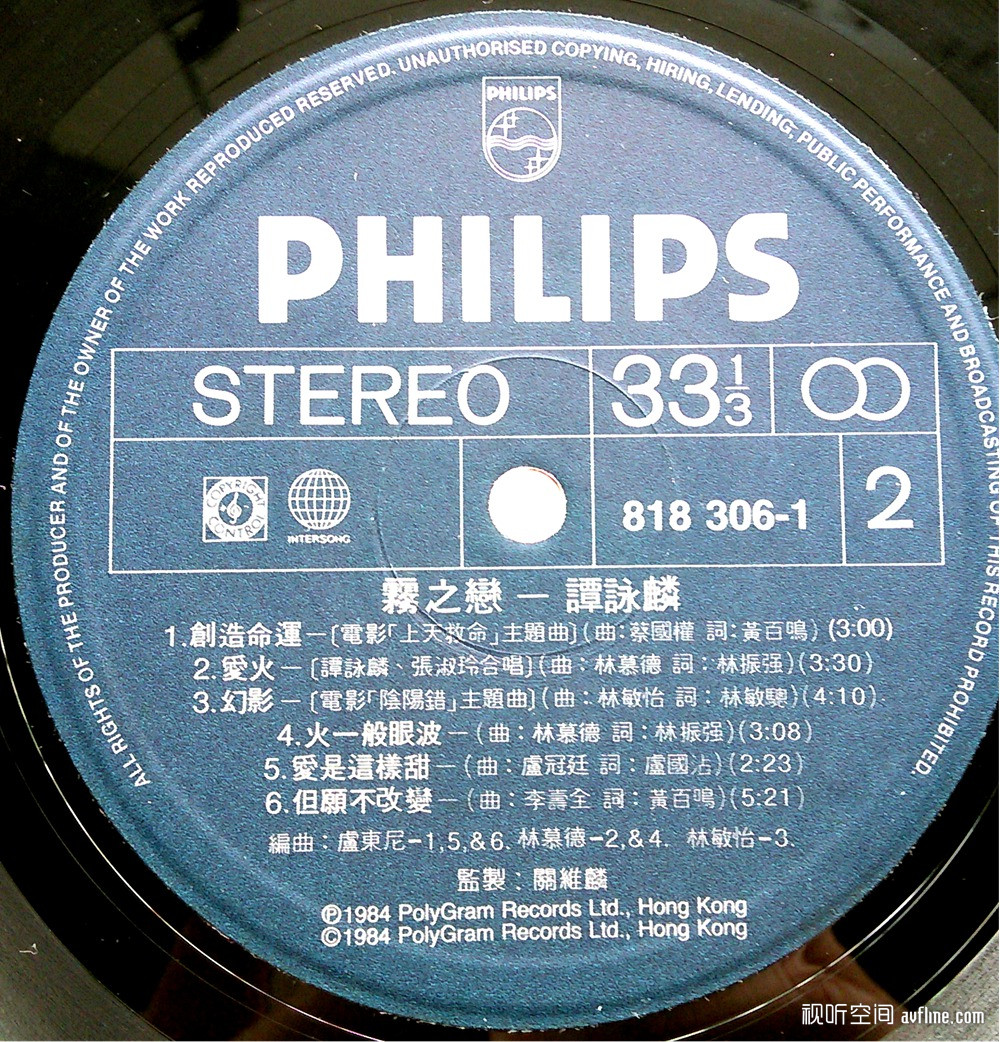 ALL RIGHTS OF THE PRODUCER AND OF THE OWNER OF THE WORK REPRODUCED RESERVED. UNAUTHORISED COPYING, HIRING, LENDING, PUBLIC PERFORMANCE AND BROADCASTING OF THIS RECORD PROHIBITED.
PHILIPS
PHILIPS
STEREO 33 1/3
COPYRIGHT CONTROL
INTERSONG
818 306-1 2
霧之戀 — 譚詠麟
1.創造命運—〔電影「上天救命」主題曲〕(曲:蔡國權 詞:黃百鳴) (3:00)
2.愛火—〔譚詠麟、張淑玲合唱〕(曲:林慕德 詞:林振强)(3:30)
3.幻影—〔電影「陰陽錯」主題曲〕(曲:林敏怡 詞:林敏驄)(4:10).
4.火一般眼波—(曲:林慕德 詞:林振强)(3:08)
5.愛是這樣甜—(曲:盧冠廷 詞:盧國沾)(2:23)
6.但願不改變—(曲:李壽全 詞:黃百鳴)(5:21)
編曲:盧東尼-1,5,&6. 林慕德-2,&4. 林敏怡-3.
監製:關維麟
℗1984 PolyGram Records Ltd., Hong Kong
©1984 PolyGram Records Ltd., Hong Kong
视听空间 avfline.com